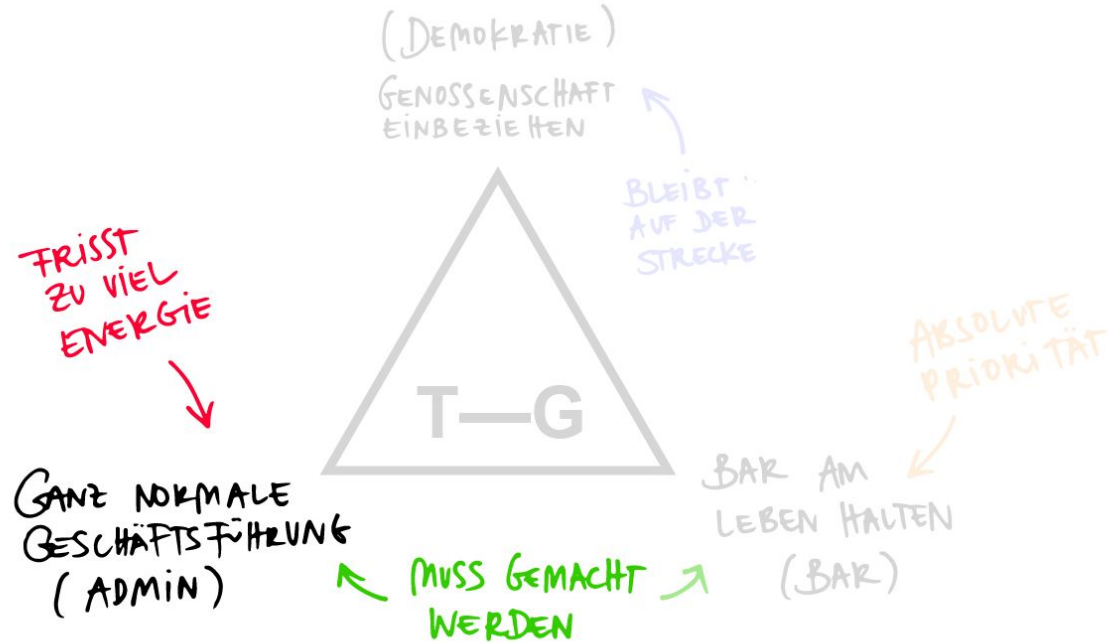 (DEMOKRATIE)
GENOSSENSCHAFT
EINBEZIEHEN
BLEIBT
AUF DER
STRECKE
FRISST
ZU VIEL
ENERGIE
ABSOLUTE
PRIORITÄT
T—G
GANZ NORMALE
GESCHÄFTSFÜHRUNG
(ADMIN)
BAR AM
LEBEN HALTEN
(BAR)
MUSS GEMACHT
WERDEN